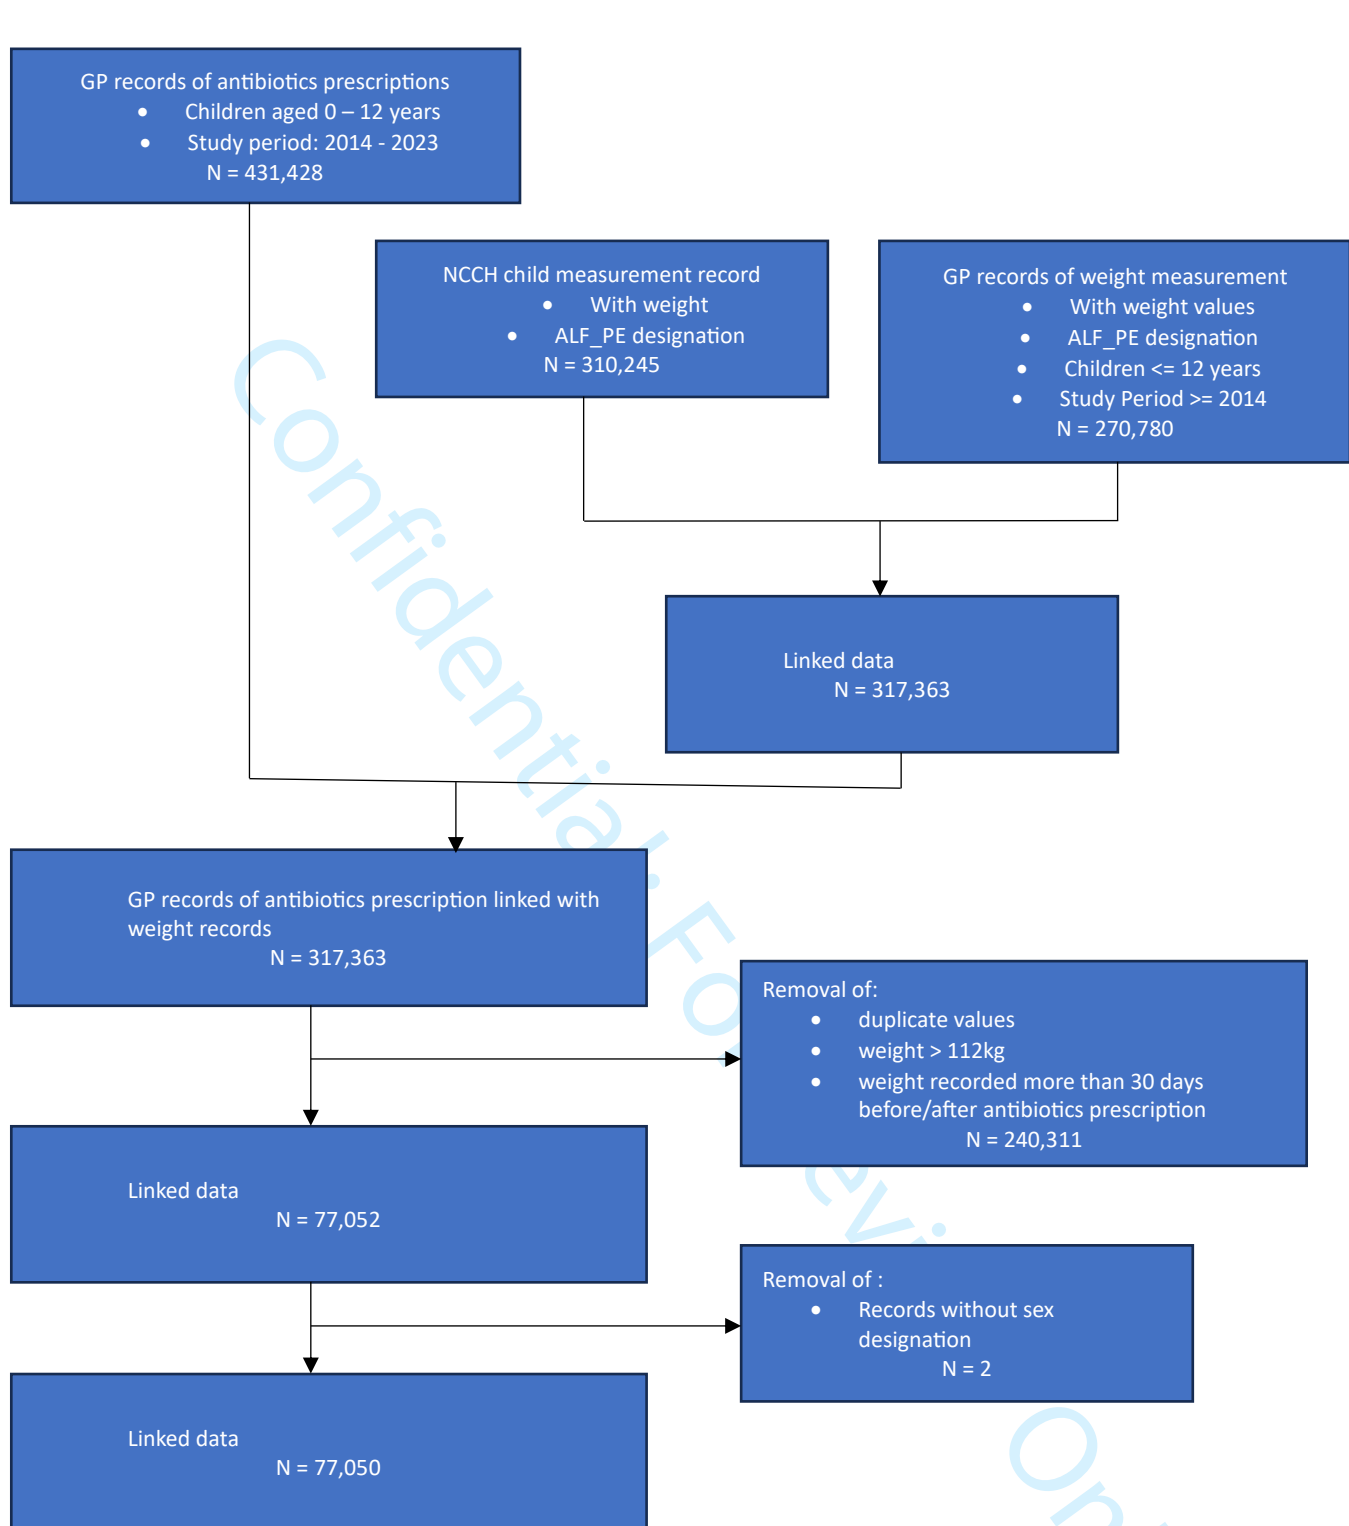 GP records of antibiotics prescriptions
• Children aged 0 – 12 years
• Study period: 2014 - 2023
N = 431,428
NCCH child measurement record
• With weight
• ALF_PE designation
N = 310,245
GP records of weight measurement
• With weight values
• ALF_PE designation
• Children <= 12 years
• Study Period >= 2014
N = 270,780
Linked data
N = 317,363
GP records of antibiotics prescription linked with
weight records
N = 317,363
Removal of:
• duplicate values
• weight > 112kg
• weight recorded more than 30 days
before/after antibiotics prescription
N = 240,311
Linked data
N = 77,052
Removal of :
• Records without sex
designation
N = 2
Linked data
N = 77,050
Confidential: For